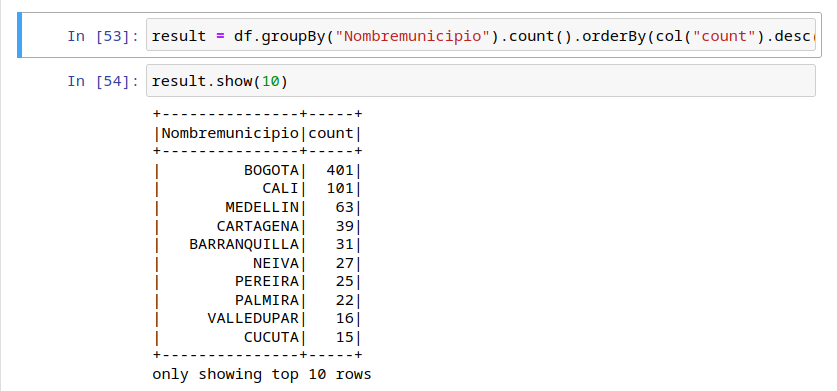 In [53]: result = df.groupBy("Nombremunicipio").count().orderBy(col("count").desc(
In [54]: result.show(10)
+---------------+-----+
|Nombremunicipio|count|
+---------------+-----+
|         BOGOTA|  401|
|           CALI|  101|
|       MEDELLIN|   63|
|      CARTAGENA|   39|
|   BARRANQUILLA|   31|
|          NEIVA|   27|
|        PEREIRA|   25|
|        PALMIRA|   22|
|     VALLEDUPAR|   16|
|         CUCUTA|   15|
+---------------+-----+
only showing top 10 rows